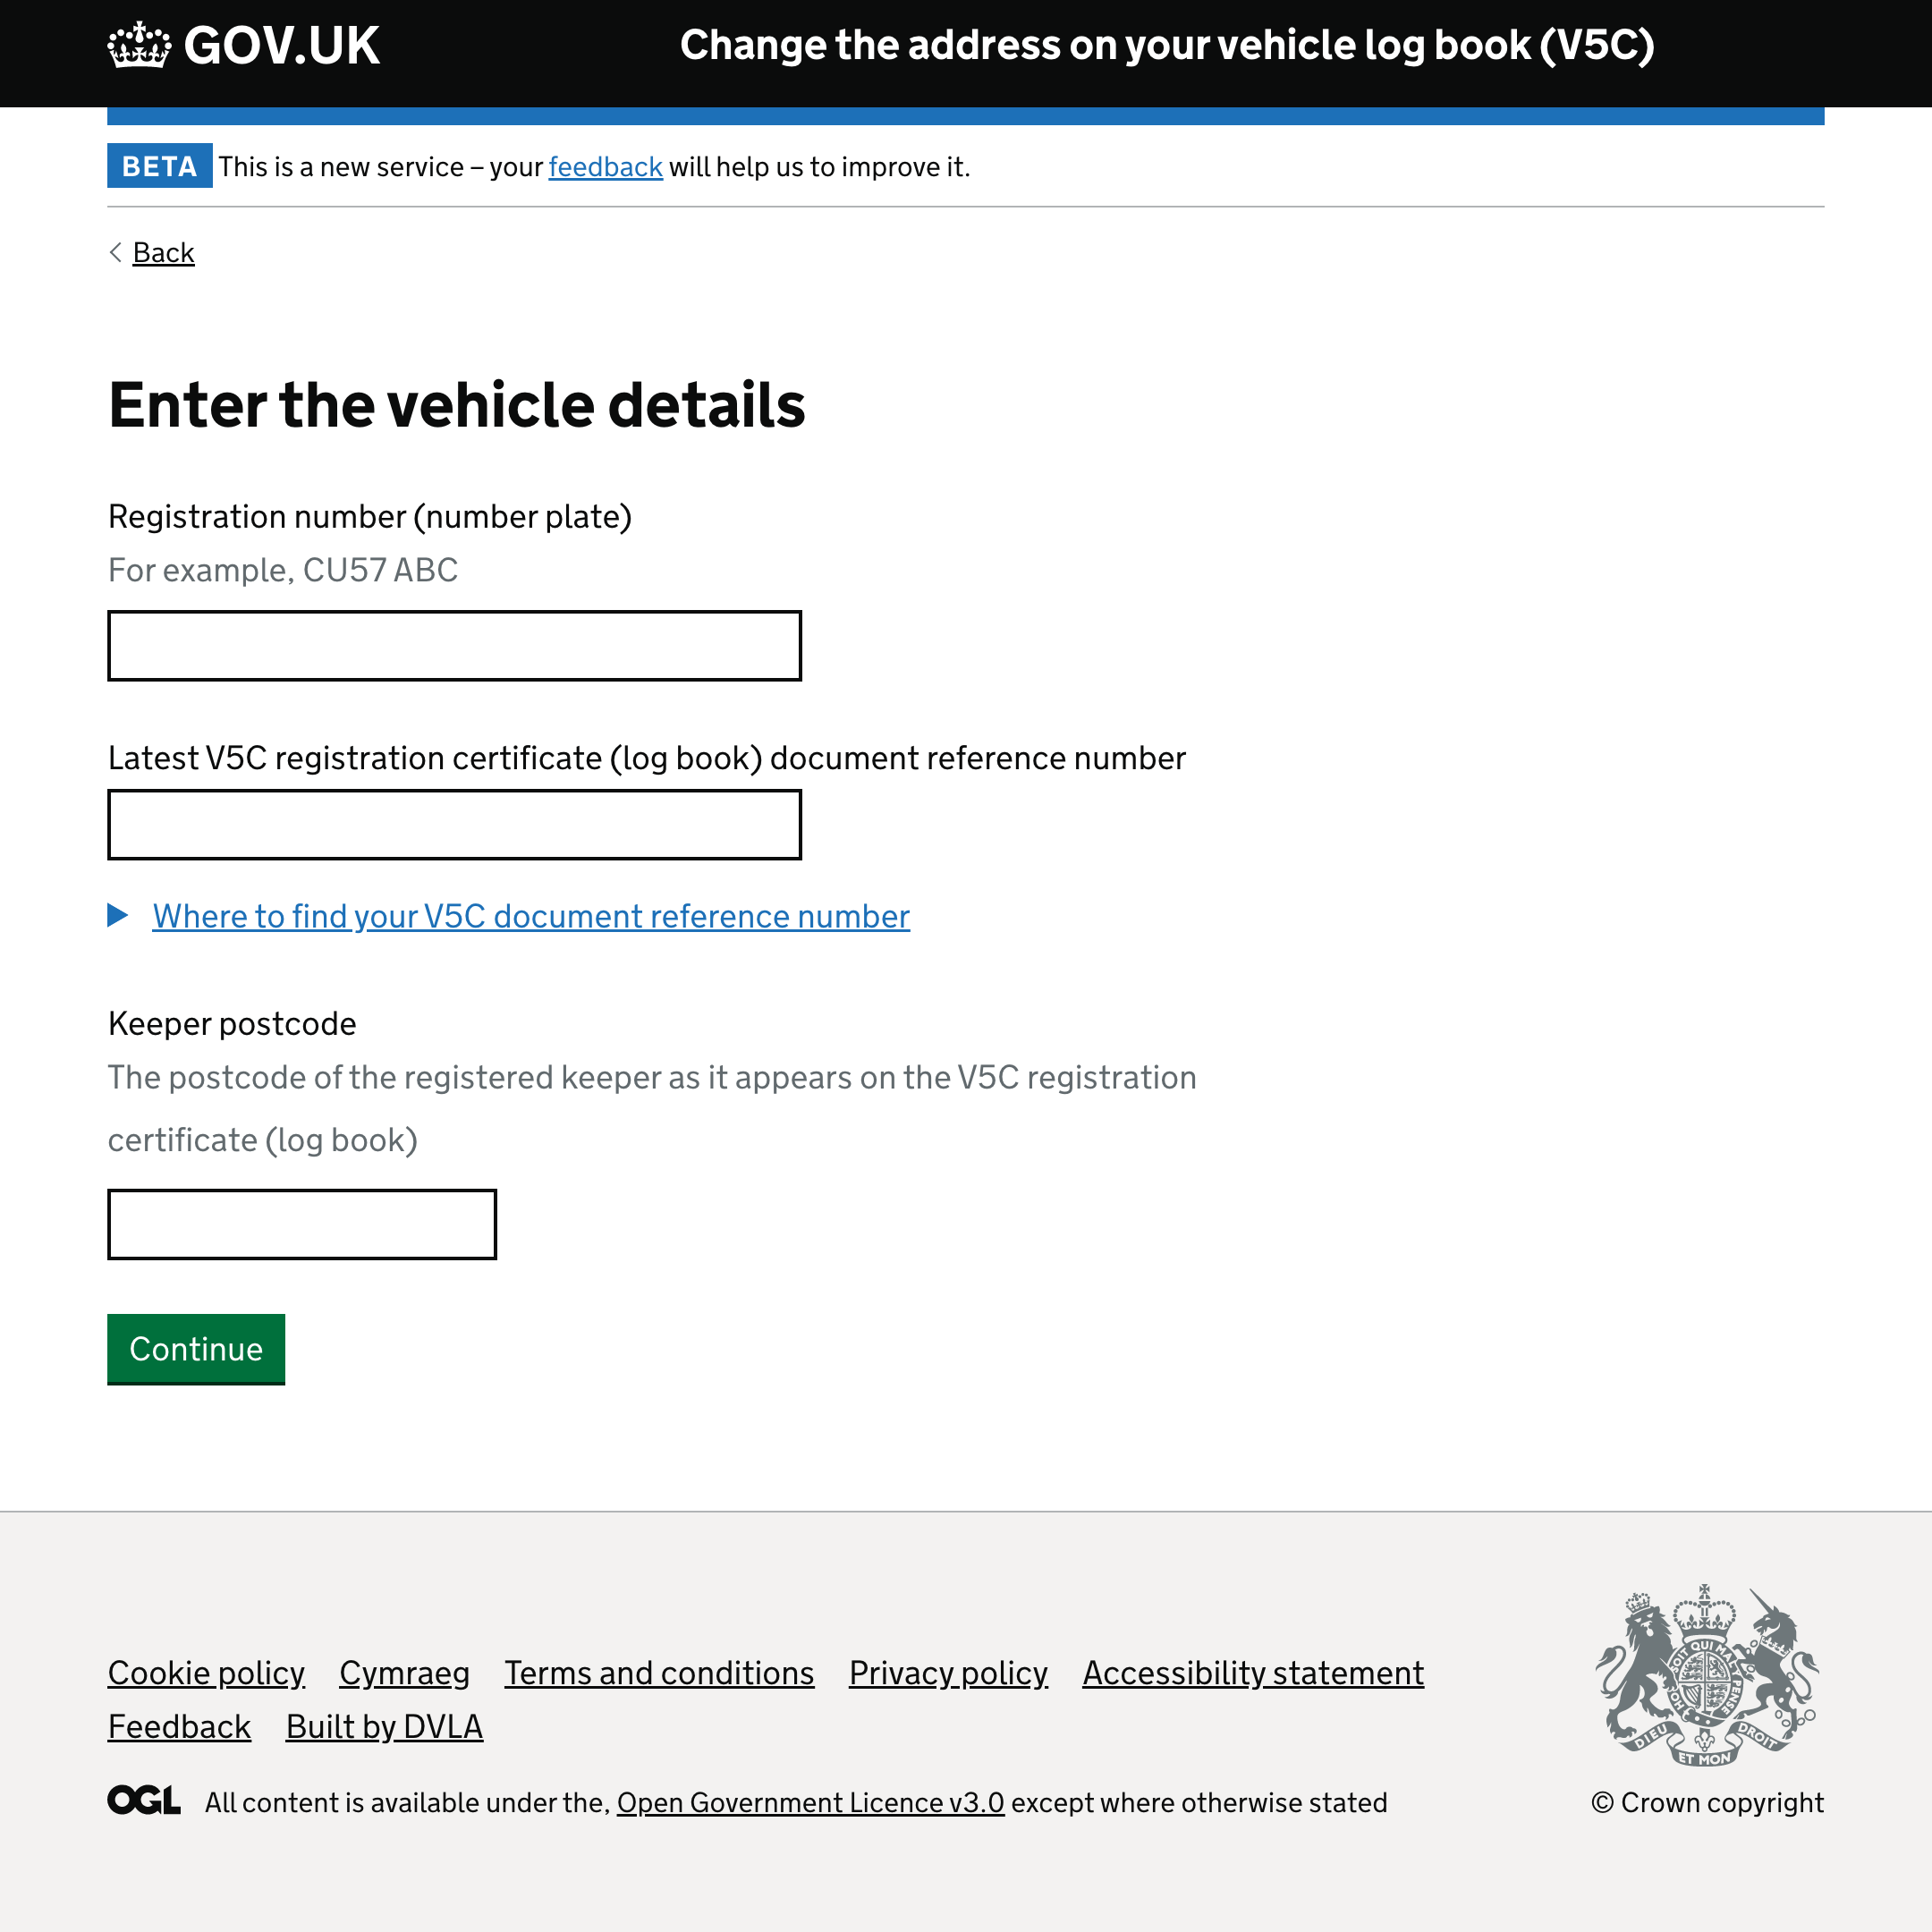 GOV.UK
Change the address on your vehicle log book (V5C)
BETA This is a new service – your feedback will help us to improve it.
Back
Enter the vehicle details
Registration number (number plate)
For example, CU57 ABC
Latest V5C registration certificate (log book) document reference number
Where to find your V5C document reference number
Keeper postcode
The postcode of the registered keeper as it appears on the V5C registration
certificate (log book)
Continue
Cookie policy Cymraeg Terms and conditions Privacy policy Accessibility statement
Feedback Built by DVLA
OGL All content is available under the, Open Government Licence v3.0 except where otherwise stated
HONI SOIT QUI MAL PENSE
DIEU ET MON DROIT
© Crown copyright